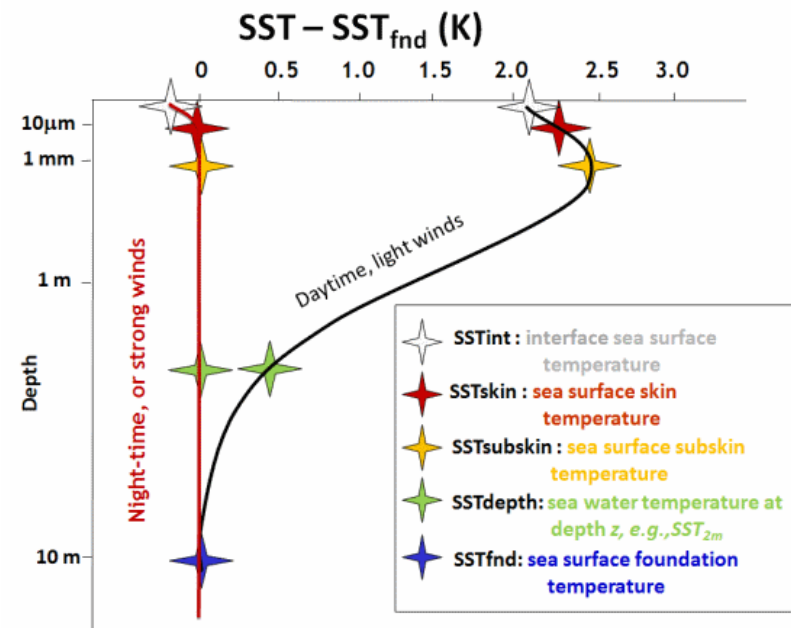 SST – SSTfnd (K)
0 0.5 1.0 1.5 2.0 2.5 3.0
10μm
1 mm
1 m
10 m
Depth
Night-time, or strong winds
Daytime, light winds
SSTint : interface sea surface
temperature
SSTskin : sea surface skin
temperature
SSTsubskin : sea surface subskin
temperature
SSTdepth: sea water temperature at
depth z, e.g.,SST2m
SSTfnd: sea surface foundation
temperature